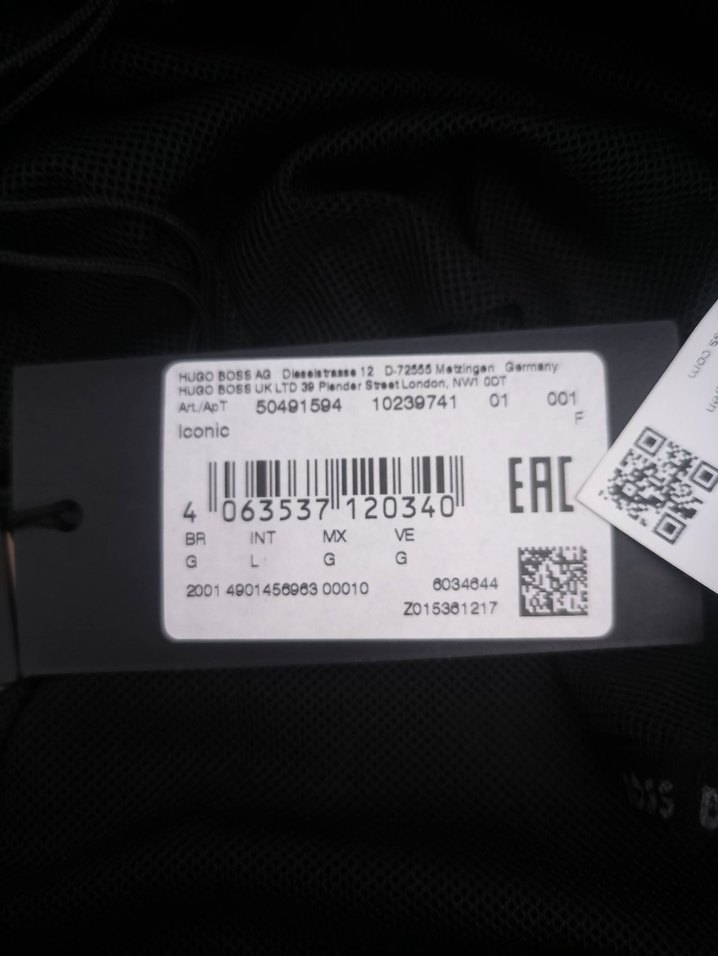 HUGO BOSS AG Dieselstrasse 12 D-72555 Metzingen Germany
HUGO BOSS UK LTD 39 Plender Street London, NW1 0DT
Art./АрТ 50491594 10239741 01 001
F
Iconic
4 063537 120340
EAC
BR INT MX VE
G L G G
2001 4901456963 00010 6034644
Z015361217